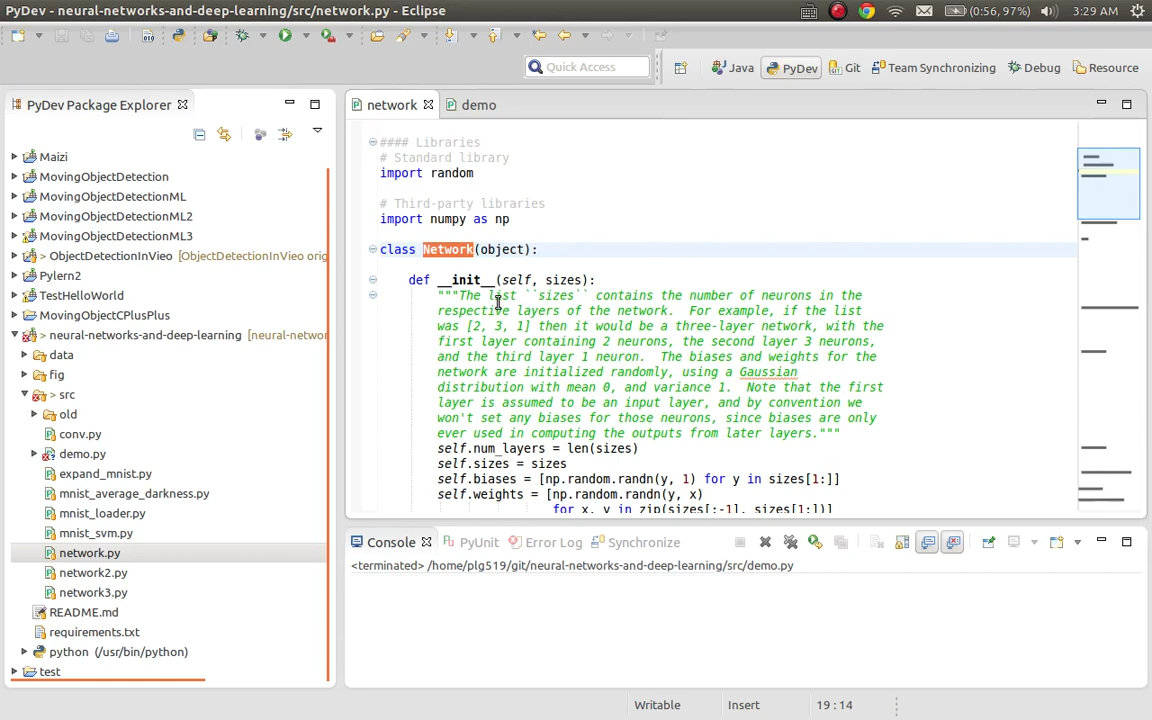 PyDev - neural-networks-and-deep-learning/src/network.py - Eclipse
(0:56, 97%)
3:29 AM
Quick Access
Java
PyDev
Git
Team Synchronizing
Debug
Resource
PyDev Package Explorer
Maizi
MovingObjectDetection
MovingObjectDetectionML
MovingObjectDetectionML2
MovingObjectDetectionML3
> ObjectDetectionInVieo [ObjectDetectionInVieo orig
Pylern2
TestHelloWorld
MovingObjectCPlusPlus
> neural-networks-and-deep-learning [neural-networ
data
fig
> src
old
conv.py
demo.py
expand_mnist.py
mnist_average_darkness.py
mnist_loader.py
mnist_svm.py
network.py
network2.py
network3.py
README.md
requirements.txt
python (/usr/bin/python)
test
network
demo
#### Libraries
# Standard library
import random
# Third-party libraries
import numpy as np
class Network(object):
def __init__(self, sizes):
"""The list ``sizes`` contains the number of neurons in the
respective layers of the network.  For example, if the list
was [2, 3, 1] then it would be a three-layer network, with the
first layer containing 2 neurons, the second layer 3 neurons,
and the third layer 1 neuron.  The biases and weights for the
network are initialized randomly, using a Gaussian
distribution with mean 0, and variance 1.  Note that the first
layer is assumed to be an input layer, and by convention we
won't set any biases for those neurons, since biases are only
ever used in computing the outputs from later layers."""
self.num_layers = len(sizes)
self.sizes = sizes
self.biases = [np.random.randn(y, 1) for y in sizes[1:]]
self.weights = [np.random.randn(y, x)
for x, y in zip(sizes[:-1], sizes[1:])]
Console
PyUnit
Error Log
Synchronize
<terminated> /home/plg519/git/neural-networks-and-deep-learning/src/demo.py
Writable
Insert
19 : 14